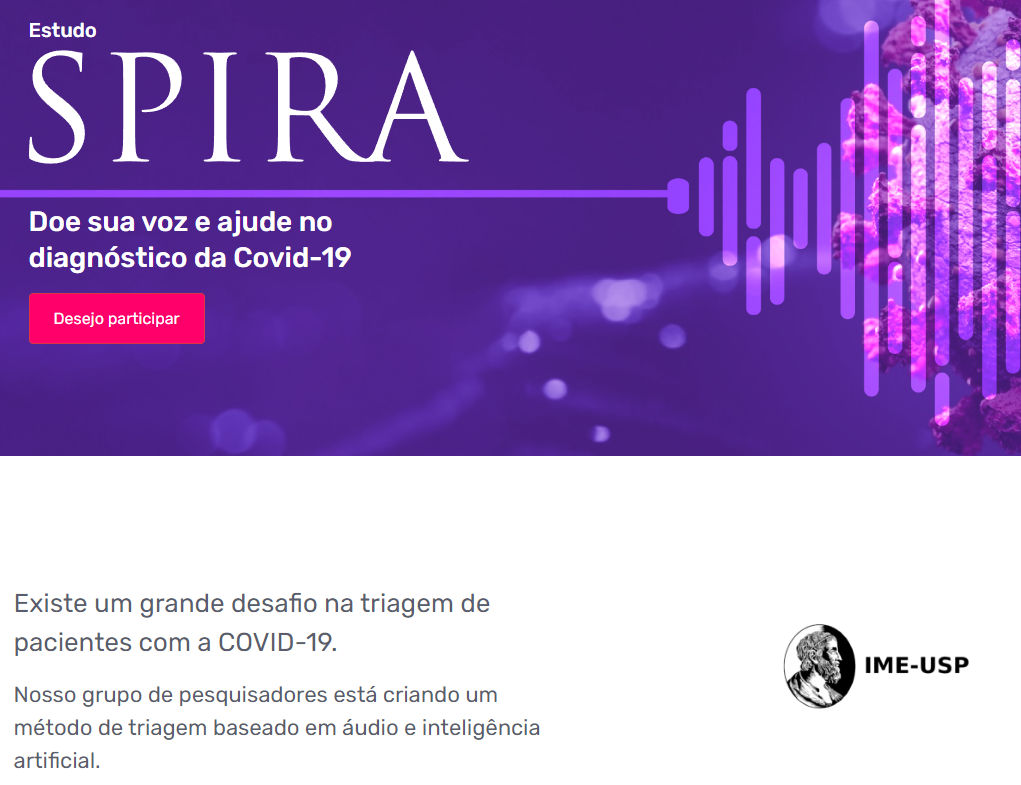 Estudo
SPIRA
Doe sua voz e ajude no
diagnóstico da Covid-19
Desejo participar
Existe um grande desafio na triagem de
pacientes com a COVID-19.
Nosso grupo de pesquisadores está criando um
método de triagem baseado em áudio e inteligência
artificial.
IME-USP